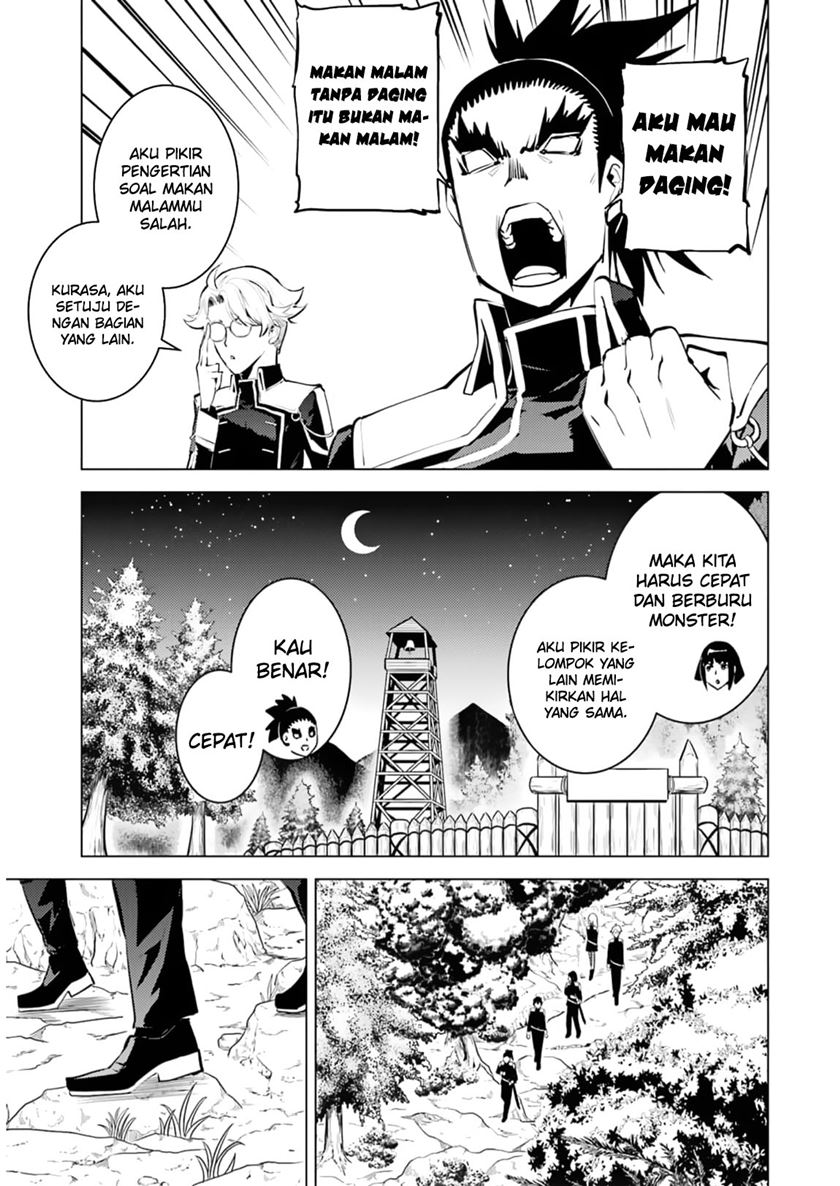 AKU MAU
MAKAN
DAGING!
MAKAN MALAM
TANPA DAGING
ITU BUKAN MA-
KAN MALAM!
AKU PIKIR
PENGERTIAN
SOAL MAKAN
MALAMMU
SALAH.
KURASA, AKU
SETUJU DE-
NGAN BAGIAN
YANG LAIN.
MAKA KITA
HARUS CEPAT
DAN BERBURU
MONSTER!
AKU PIKIR KE-
LOMPOK YANG
LAIN MEMI-
KIRKAN HAL
YANG SAMA.
KAU
BENAR!
CEPAT!